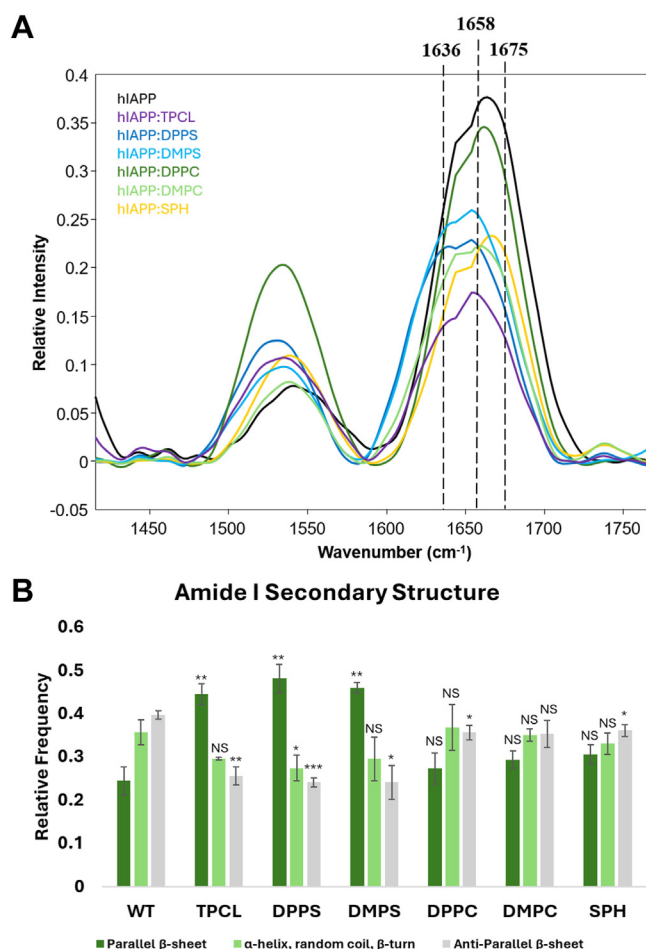 A
1658
1636 1675
0.4
0.35
0.3
0.25
0.2
0.15
0.1
0.05
0
-0.05
Relative Intensity
hIAPP
hIAPP:TPCL
hIAPP:DPPS
hIAPP:DMPS
hIAPP:DPPC
hIAPP:DMPC
hIAPP:SPH
1450 1500 1550 1600 1650 1700 1750
Wavenumber (cm⁻¹)
B
Amide I Secondary Structure
0.6
0.5
0.4
0.3
0.2
0.1
0
Relative Frequency
** NS **
** * ***
** NS *
NS NS *
NS NS NS
NS NS *
WT TPCL DPPS DMPS DPPC DMPC SPH
Parallel β-sheet α-helix, random coil, β-turn Anti-Parallel β-sheet